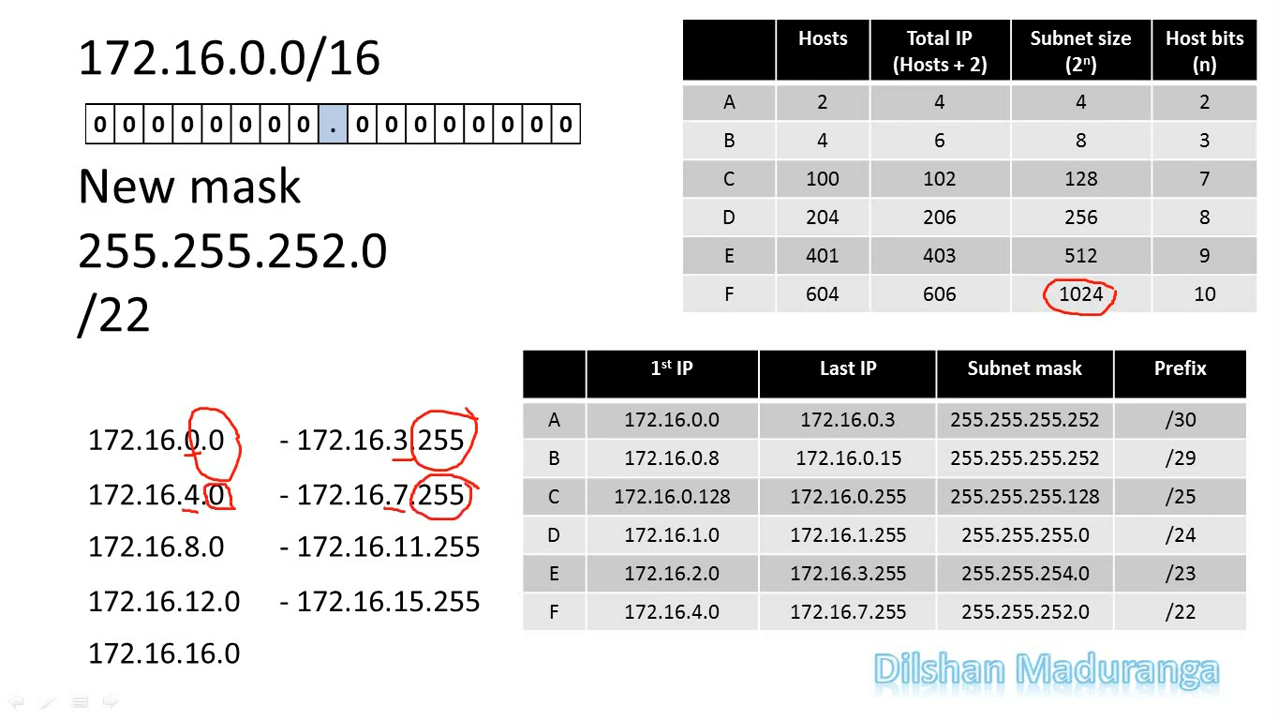 172.16.0.0/16
0 0 0 0 0 0 0 0 . 0 0 0 0 0 0 0 0
New mask
255.255.252.0
/22
172.16.0.0 - 172.16.3.255
172.16.4.0 - 172.16.7.255
172.16.8.0 - 172.16.11.255
172.16.12.0 - 172.16.15.255
172.16.16.0
Hosts Total IP (Hosts + 2) Subnet size (2ⁿ) Host bits (n)
A 2 4 4 2
B 4 6 8 3
C 100 102 128 7
D 204 206 256 8
E 401 403 512 9
F 604 606 1024 10
1st IP Last IP Subnet mask Prefix
A 172.16.0.0 172.16.0.3 255.255.255.252 /30
B 172.16.0.8 172.16.0.15 255.255.255.252 /29
C 172.16.0.128 172.16.0.255 255.255.255.128 /25
D 172.16.1.0 172.16.1.255 255.255.255.0 /24
E 172.16.2.0 172.16.3.255 255.255.254.0 /23
F 172.16.4.0 172.16.7.255 255.255.252.0 /22
Dilshan Maduranga